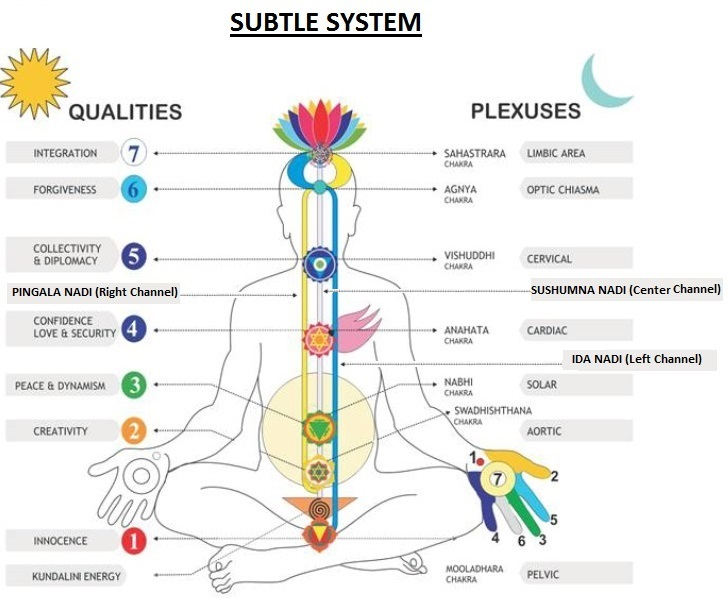 SUBTLE SYSTEM
QUALITIES
PLEXUSES
INTEGRATION 7
SAHASTRARA
CHAKRA
LIMBIC AREA
FORGIVENESS 6
AGNYA
CHAKRA
OPTIC CHIASMA
COLLECTIVITY
& DIPLOMACY
5
VISHUDDHI
CHAKRA
CERVICAL
PINGALA NADI (Right Channel)
SUSHUMNA NADI (Center Channel)
CONFIDENCE
LOVE & SECURITY
4
ANAHATA
CHAKRA
CARDIAC
IDA NADI (Left Channel)
PEACE & DYNAMISM 3
NABHI
CHAKRA
SOLAR
SWADHISHTHANA
CHAKRA
CREATIVITY 2
AORTIC
1
7
2
5
4
6
3
INNOCENCE 1
KUNDALINI ENERGY
MOOLADHARA
CHAKRA
PELVIC